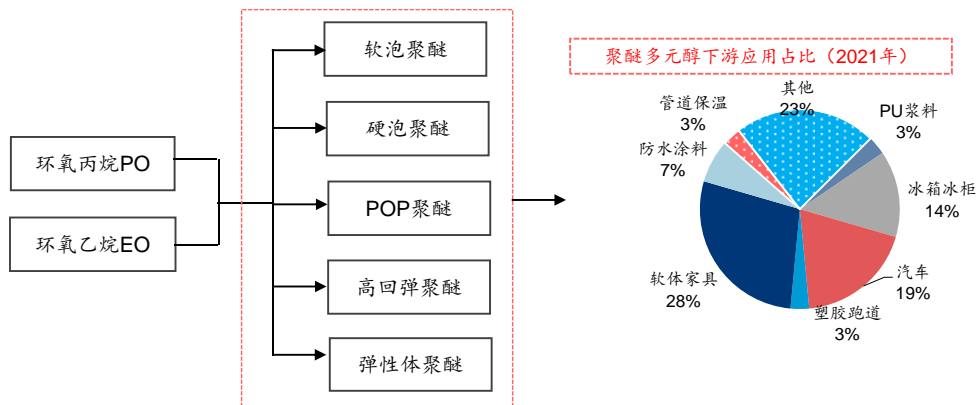 环氧丙烷PO
环氧乙烷EO
软泡聚醚
硬泡聚醚
POP聚醚
高回弹聚醚
弹性体聚醚
聚醚多元醇下游应用占比（2021年）
其他
23%
PU浆料
3%
冰箱冰柜
14%
汽车
19%
塑胶跑道
3%
软体家具
28%
防水涂料
7%
管道保温
3%